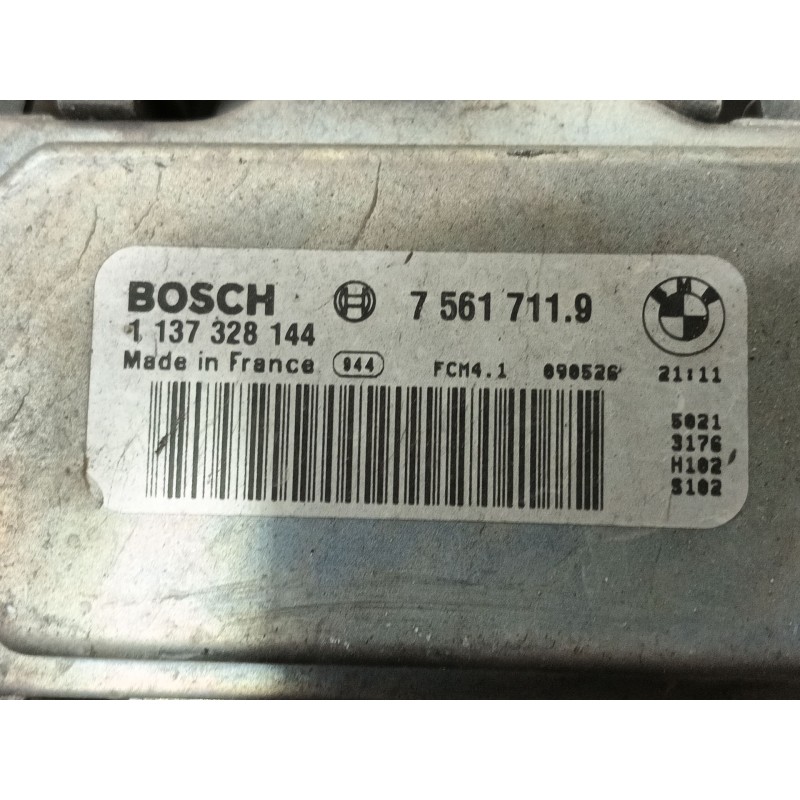 BOSCH 7 561 711.9
1 137 328 144
Made in France 944 FCM4.1 090526 21:11
5021
3176
H102
S102